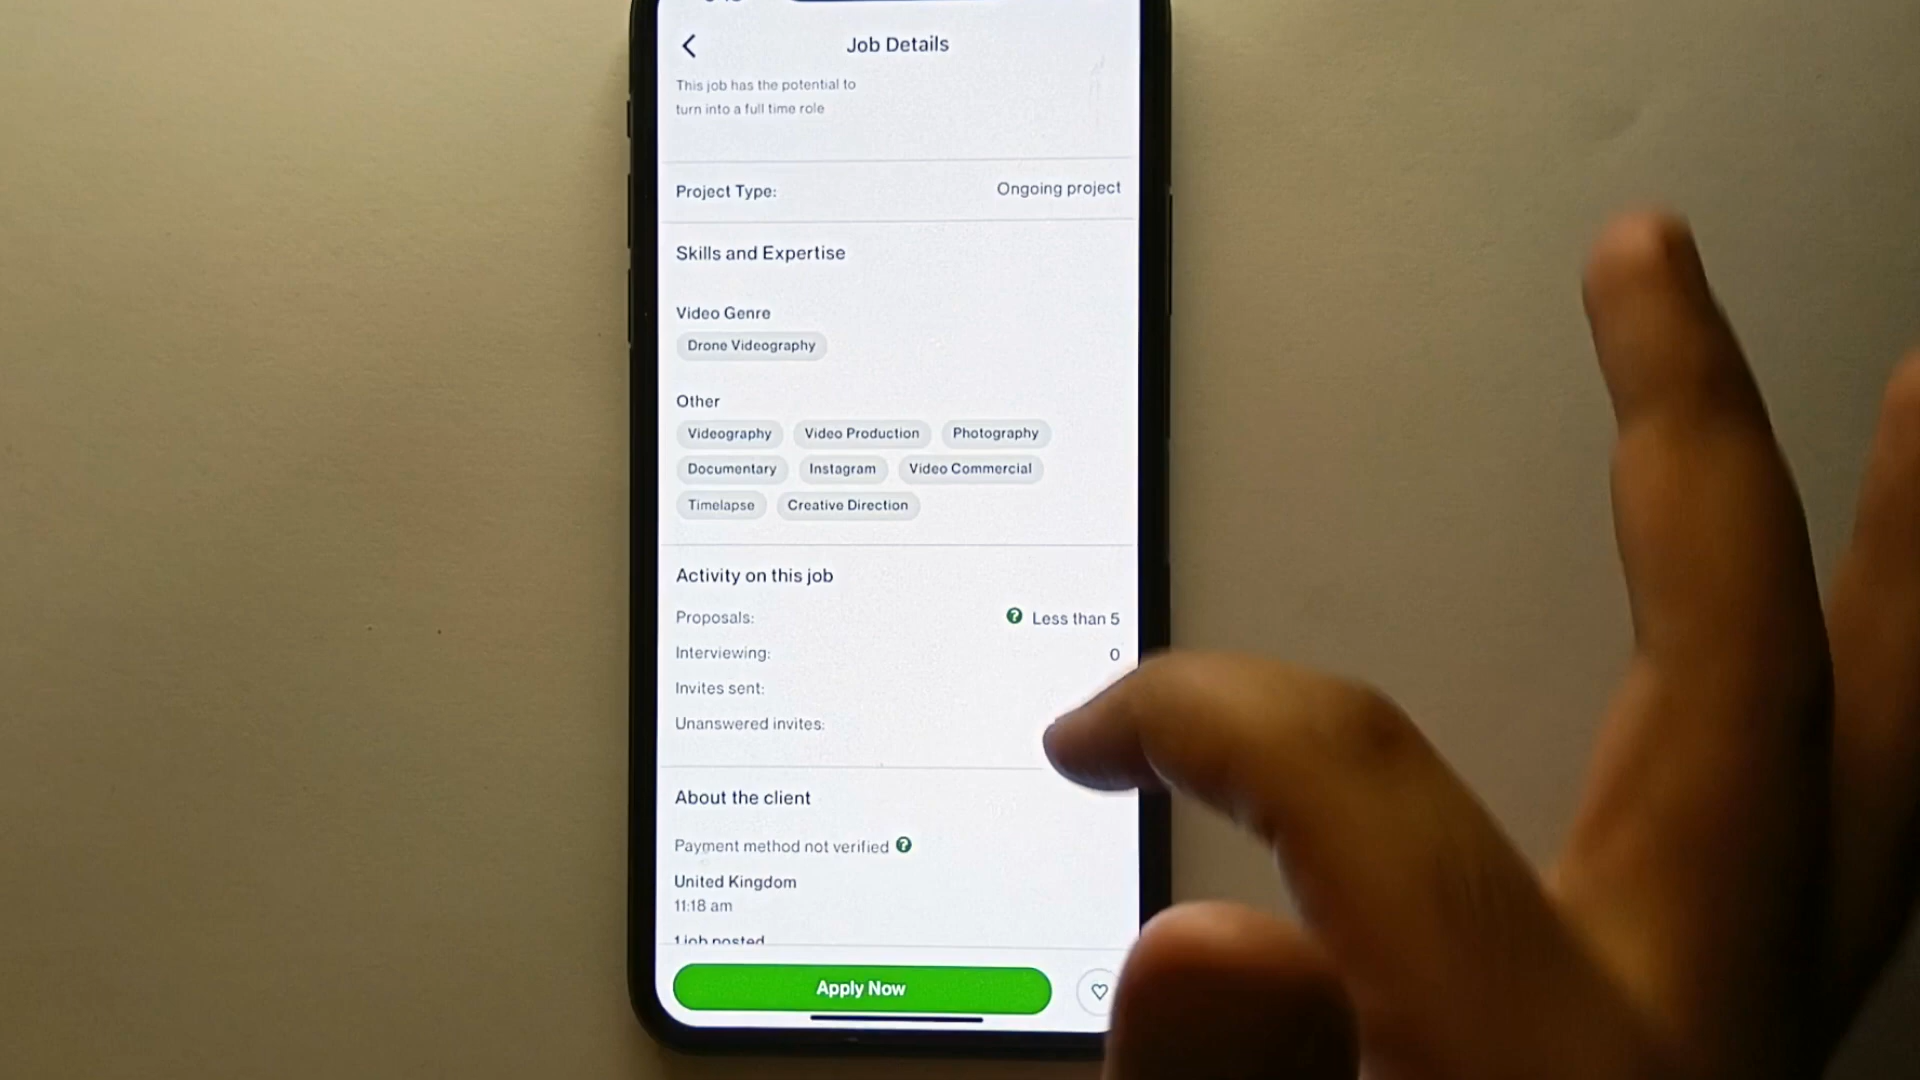 Job Details
This job has the potential to
turn into a full time role
Project Type: Ongoing project
Skills and Expertise
Video Genre
Drone Videography
Other
Videography Video Production Photography
Documentary Instagram Video Commercial
Timelapse Creative Direction
Activity on this job
Proposals: Less than 5
Interviewing: 0
Invites sent:
Unanswered invites:
About the client
Payment method not verified
United Kingdom
11:18 am
1 job posted
Apply Now